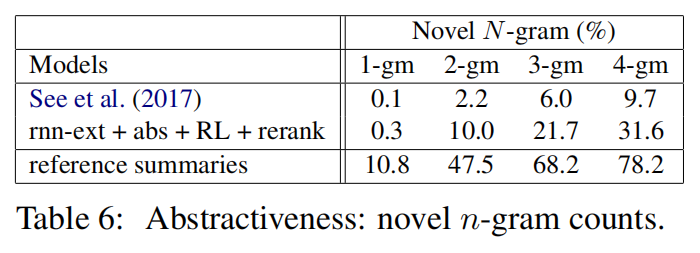 Novel N-gram (%)
Models 1-gm 2-gm 3-gm 4-gm
See et al. (2017) 0.1 2.2 6.0 9.7
rnn-ext + abs + RL + rerank 0.3 10.0 21.7 31.6
reference summaries 10.8 47.5 68.2 78.2
Table 6: Abstractiveness: novel n-gram counts.